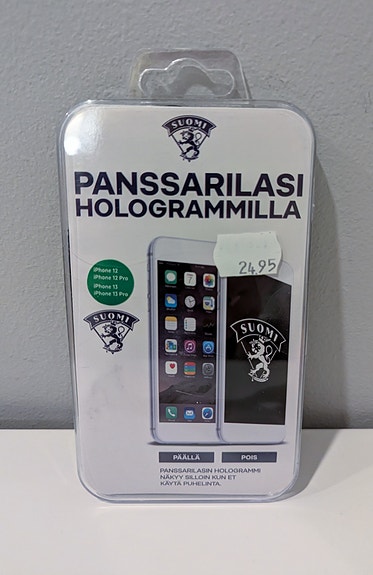 SUOMI
PANSSARILASI
HOLOGRAMMILLA
24,95
iPhone 12
iPhone 12 Pro
iPhone 13
iPhone 13 Pro
SUOMI
SUOMI
PÄÄLLÄ
POIS
PANSSARILASIN HOLOGRAMMI
NÄKYY SILLOIN KUN ET
KÄYTÄ PUHELINTA.